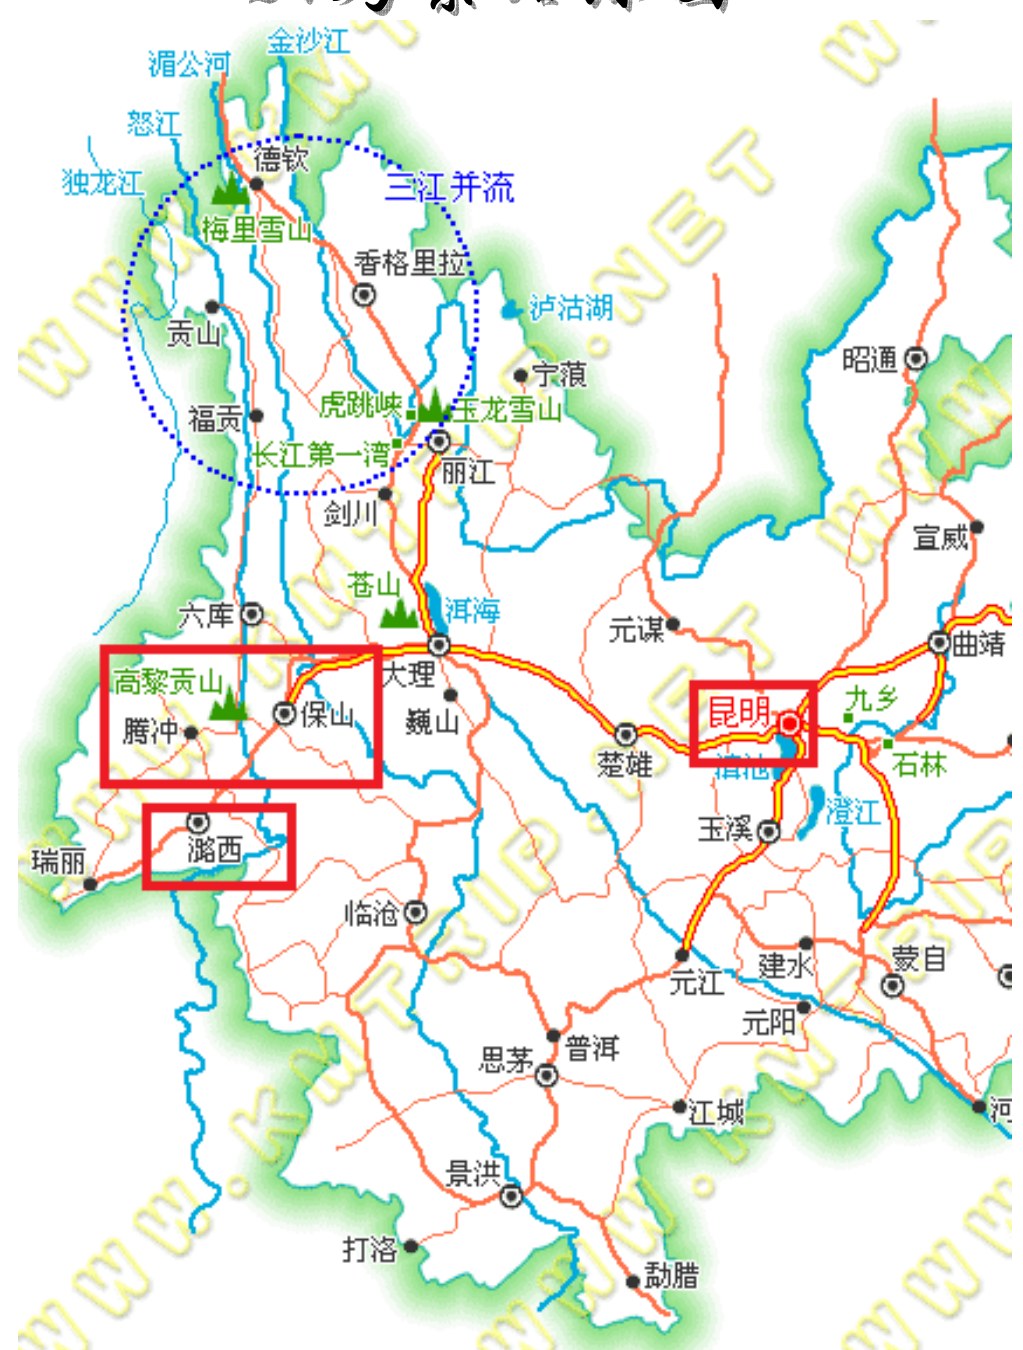 金沙江
湄公河
怒江
德钦
独龙江
三江并流
梅里雪山
香格里拉
泸沽湖
贡山
昭通
宁蒗
虎跳峡
玉龙雪山
福贡
长江第一湾
丽江
剑川
宣威
苍山
洱海
六库
元谋
曲靖
大理
高黎贡山
九乡
保山
巍山
昆明
腾冲
楚雄
石林
滇池
澄江
玉溪
潞西
瑞丽
临沧
建水
蒙自
元江
元阳
普洱
思茅
江城
河
景洪
打洛
勐腊
WWW.KMTRIP.NET